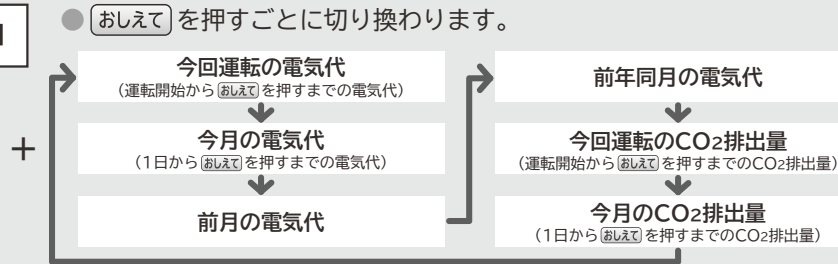 ● おしえて を押すごとに切り換わります。
＋
今回運転の電気代
（運転開始から おしえて を押すまでの電気代）
今月の電気代
（1日から おしえて を押すまでの電気代）
前月の電気代
前年同月の電気代
今回運転のCO2排出量
（運転開始から おしえて を押すまでのCO2排出量）
今月のCO2排出量
（1日から おしえて を押すまでのCO2排出量）